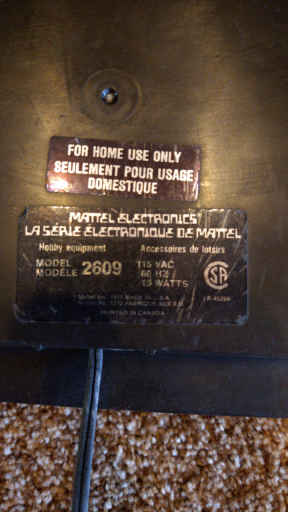 FOR HOME USE ONLY
SEULEMENT POUR USAGE
DOMESTIQUE
MATTEL ELECTRONICS
LA SÉRIE ÉLECTRONIQUE DE MATTEL
Hobby equipment Accessoires de loisirs
MODEL
MODÈLE 2609 115 VAC
60 HZ
15 WATTS
PRINTED IN CANADA